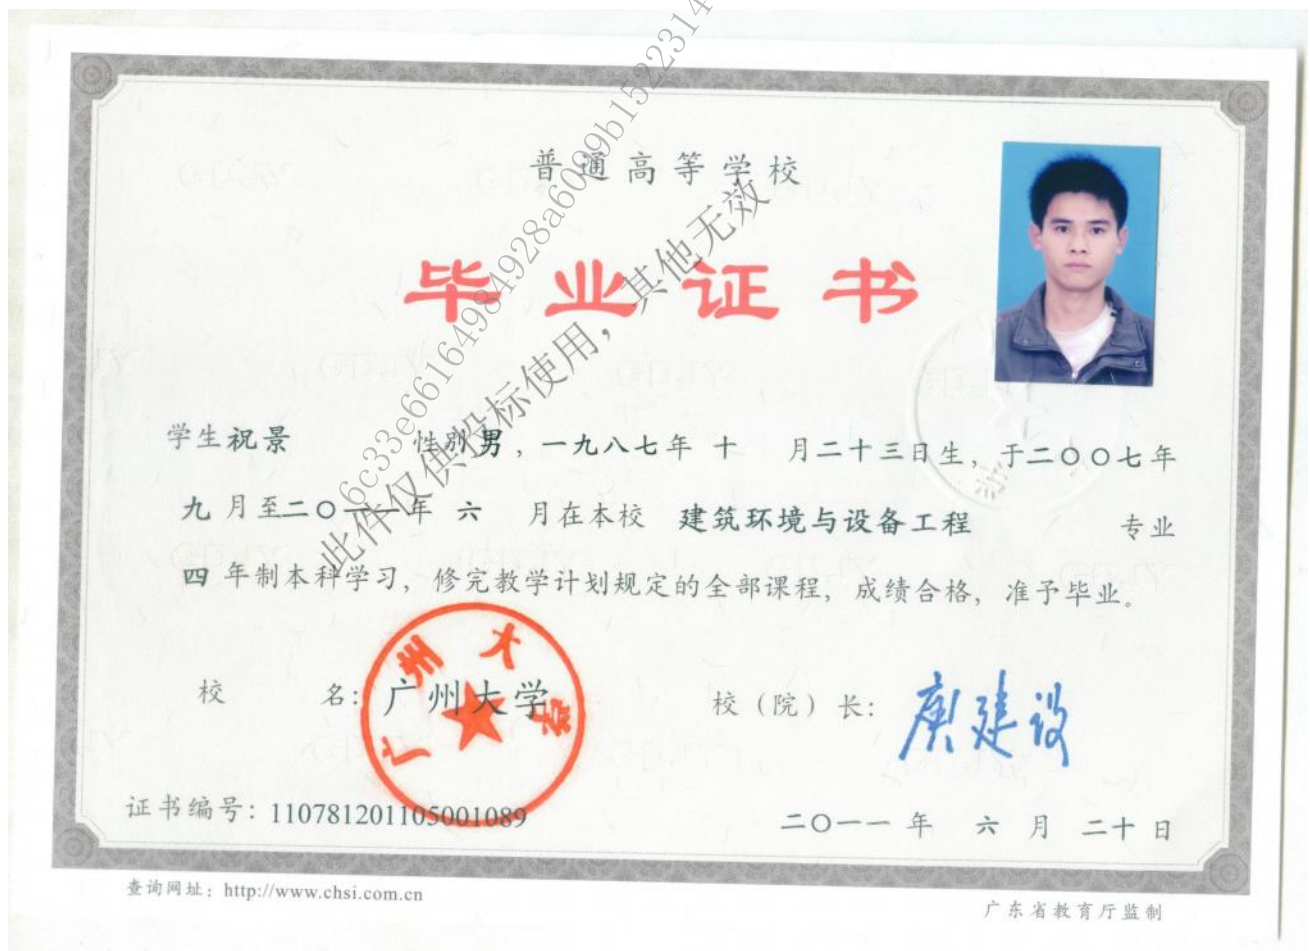 普通高等学校
毕业证书
学生祝景 性别男，一九八七年十月二十三日生，于二〇〇七年
九月至二〇一一年六月在本校 建筑环境与设备工程 专业
四年制本科学习，修完教学计划规定的全部课程，成绩合格，准予毕业。
校 名：广州大学 校（院）长：庾建设
广州大学
证书编号：110781201105001089 二〇一一年 六月二十日
查询网址：http://www.chsi.com.cn
广东省教育厅监制
此件仅供投标使用，其他无效